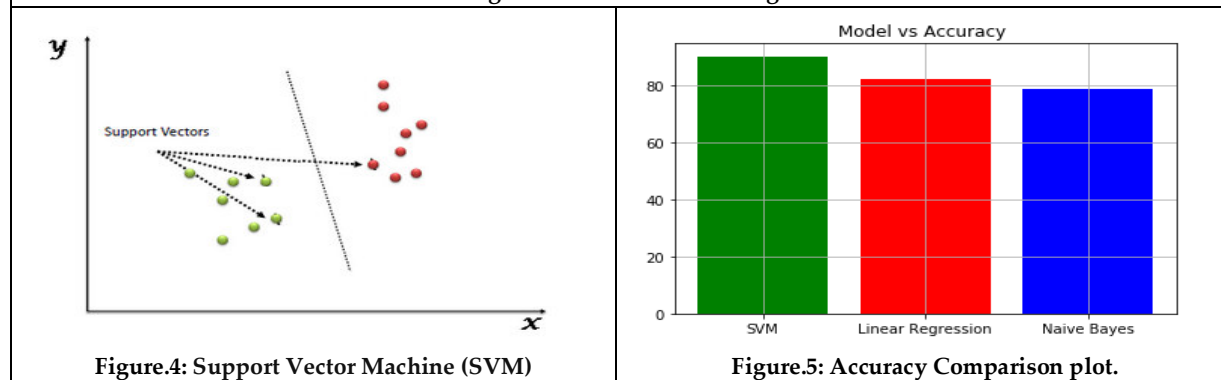 y
Support Vectors
x
Figure.4: Support Vector Machine (SVM)
Model vs Accuracy
80
60
40
20
0
SVM Linear Regression Naive Bayes
Figure.5: Accuracy Comparison plot.